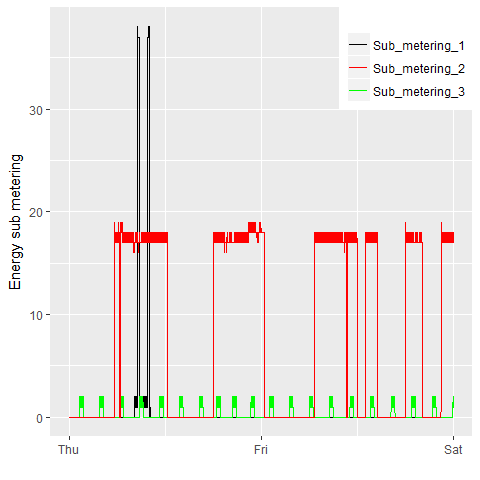 Sub_metering_1
Sub_metering_2
Sub_metering_3
Energy sub metering
30
20
10
0
Thu Fri Sat